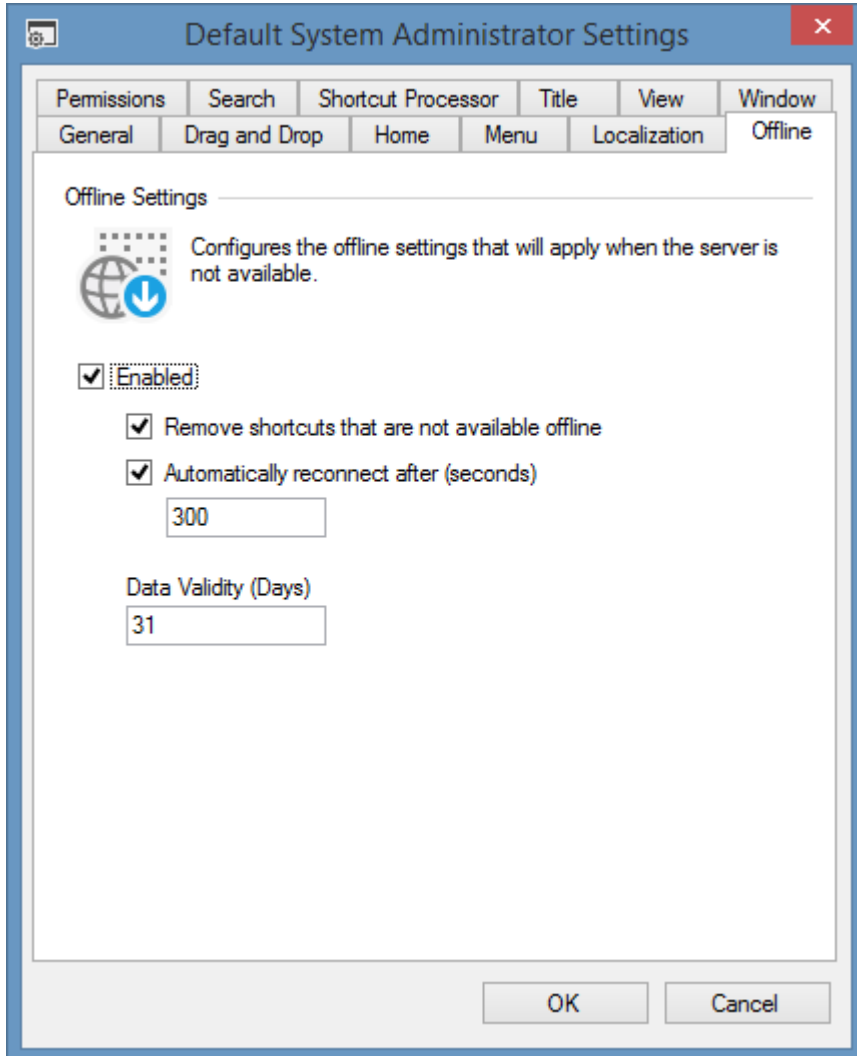 Default System Administrator Settings
Permissions Search Shortcut Processor Title View Window
General Drag and Drop Home Menu Localization Offline
Offline Settings
Configures the offline settings that will apply when the server is
not available.
Enabled
Remove shortcuts that are not available offline
Automatically reconnect after (seconds)
300
Data Validity (Days)
31
OK Cancel